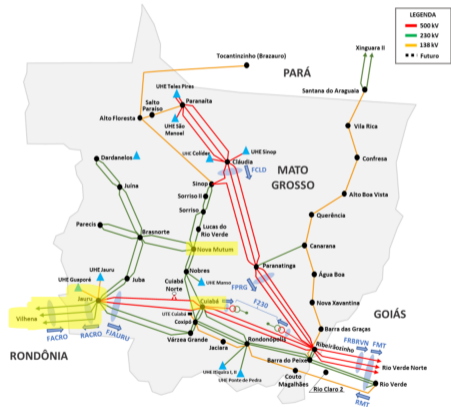 LEGENDA
500 kV
230 kV
138 kV
Futuro
Xinguara II
Tocantinzinho (Brazauro)
PARÁ
Santana do Araguaia
UHE Teles Pires
Paranaíta
Salto
Paraíso
Alta Floresta
UHE São
Manoel
Vila Rica
UHE Colíder
UHE Sinop
Cláudia
FCLD
Dardanelos
MATO
GROSSO
Confresa
Sinop
Juína
Sorriso II
Alto Boa Vista
Sorriso
Querência
Parecis
Lucas do
Rio Verde
Brasnorte
Nova Mutum
Canarana
Paranatinga
UHE Jauru
Nobres
Água Boa
UHE Guaporé
Juba
UHE Manso
FPRG
Cuiabá
Norte
Jauru
Nova Xavantina
GOIÁS
Cuiabá
F230
Vilhena
UTE Cuiabá
Barra das Graças
FRBRVN
FMT
Coxipó
Ribeirãozinho
FACRO
RACRO
FJAURU
Várzea Grande
Rondonópolis
RONDÔNIA
Jaciara
Barra do Peixe
Rio Verde Norte
Couto
Magalhães
UHE Itiquira I, II
Rio Verde
UHE Ponte de Pedra
Rio Claro 2
RMT